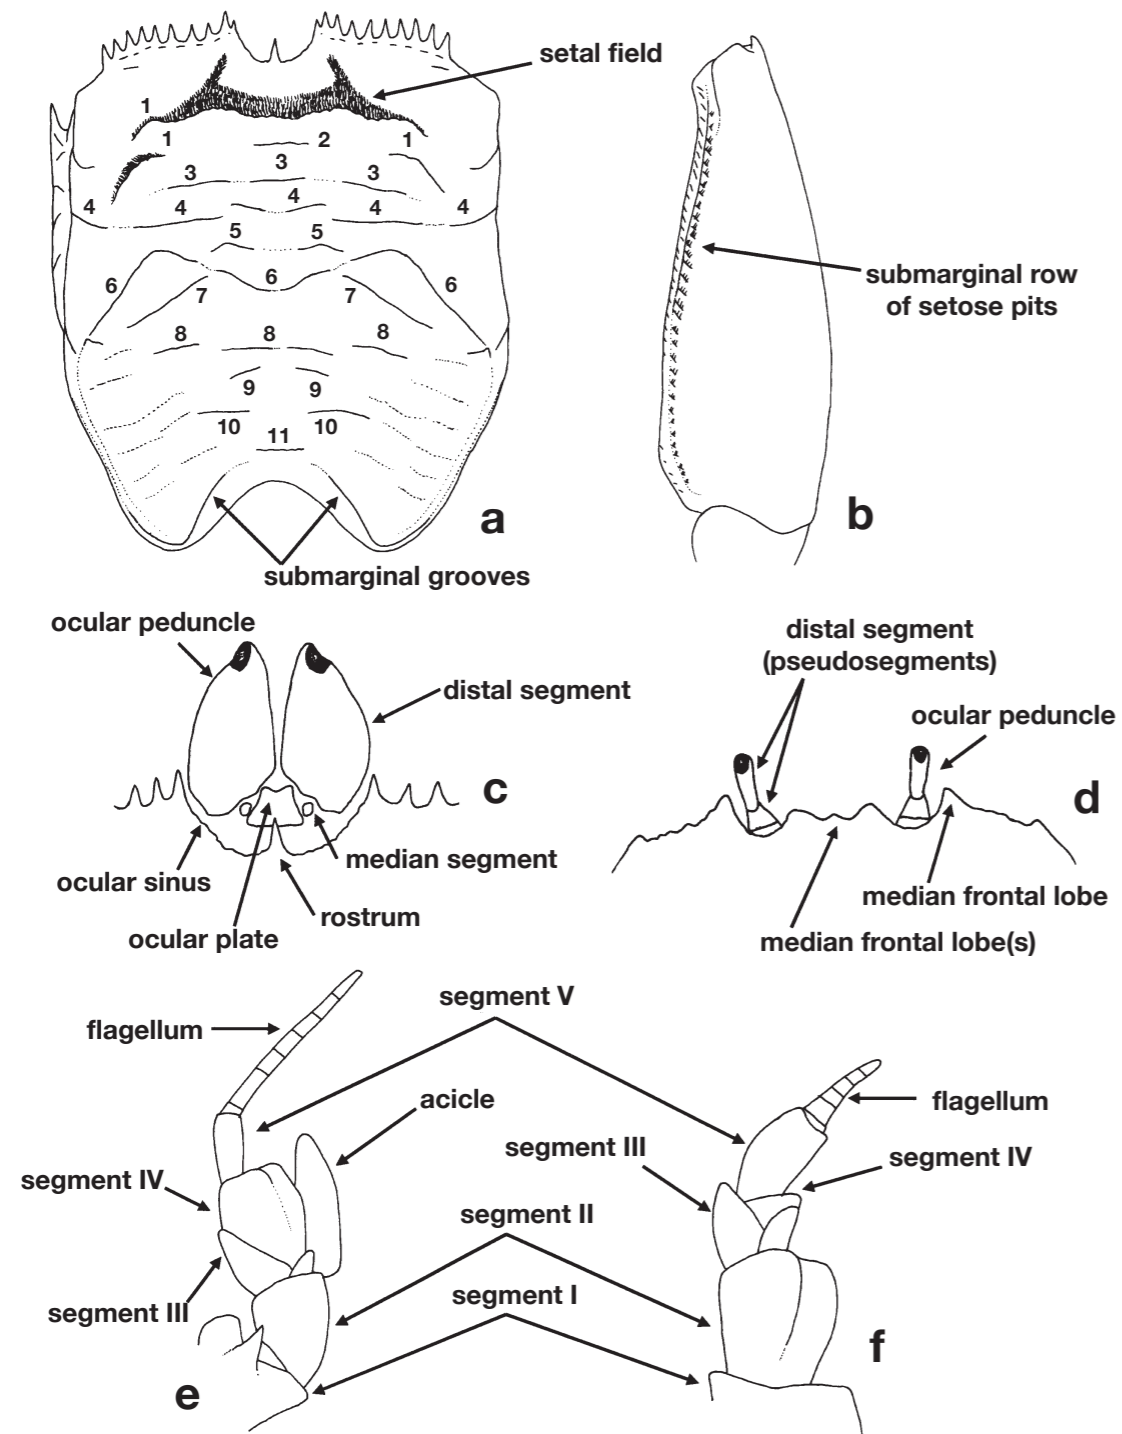 setal field
1
1 2 1
3 3 3
4 4 4 4 4
5 5
6 6 6
7 7
8 8 8
9 9
10 11 10
a
submarginal grooves
submarginal row
of setose pits
b
ocular peduncle
distal segment
c
ocular sinus
median segment
rostrum
ocular plate
distal segment
(pseudosegments)
ocular peduncle
d
median frontal lobe
median frontal lobe(s)
segment V
flagellum
acicle
segment IV
segment III
segment II
segment I
e
flagellum
segment III
segment IV
f